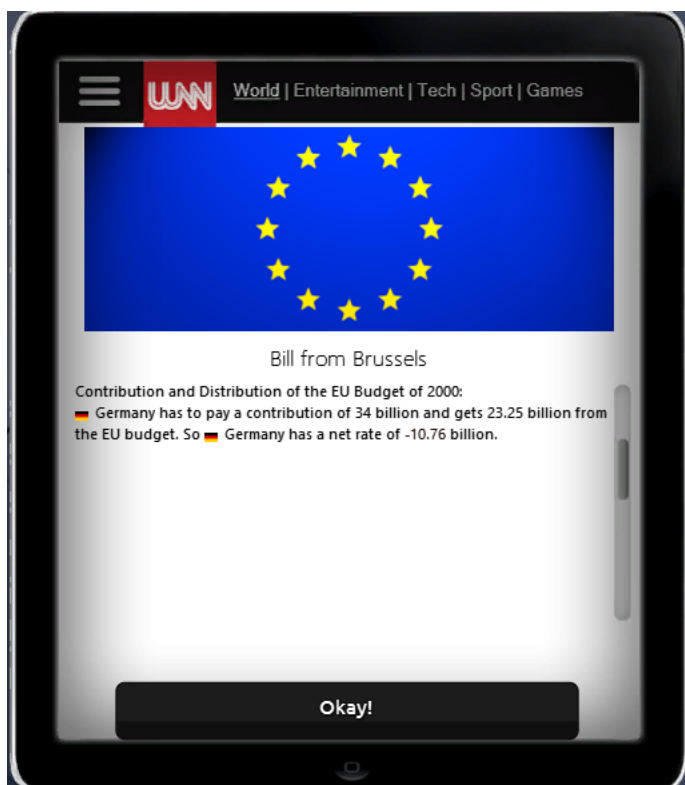 WNN World | Entertainment | Tech | Sport | Games
Bill from Brussels
Contribution and Distribution of the EU Budget of 2000:
Germany has to pay a contribution of 34 billion and gets 23.25 billion from
the EU budget. So Germany has a net rate of -10.76 billion.
Okay!